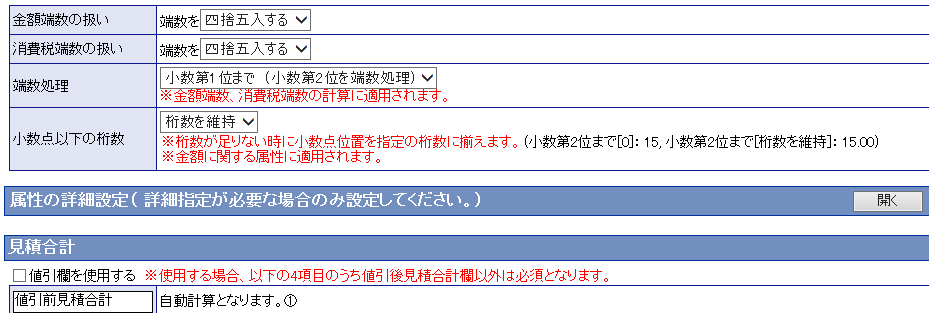 金額端数の扱い 端数を 四捨五入する
消費税端数の扱い 端数を 四捨五入する
端数処理 小数第1位まで (小数第2位を端数処理)
※金額端数、消費税端数の計算に適用されます。
小数点以下の桁数 桁数を維持
※桁数が足りない時に小数点位置を指定の桁数に揃えます。(小数第2位まで[0]: 15, 小数第2位まで[桁数を維持]: 15.00)
※金額に関する属性に適用されます。
属性の詳細設定( 詳細指定が必要な場合のみ設定してください。) 開く
見積合計
値引欄を使用する ※使用する場合、以下の4項目のうち値引後見積合計欄以外は必須となります。
値引前見積合計 自動計算となります。①